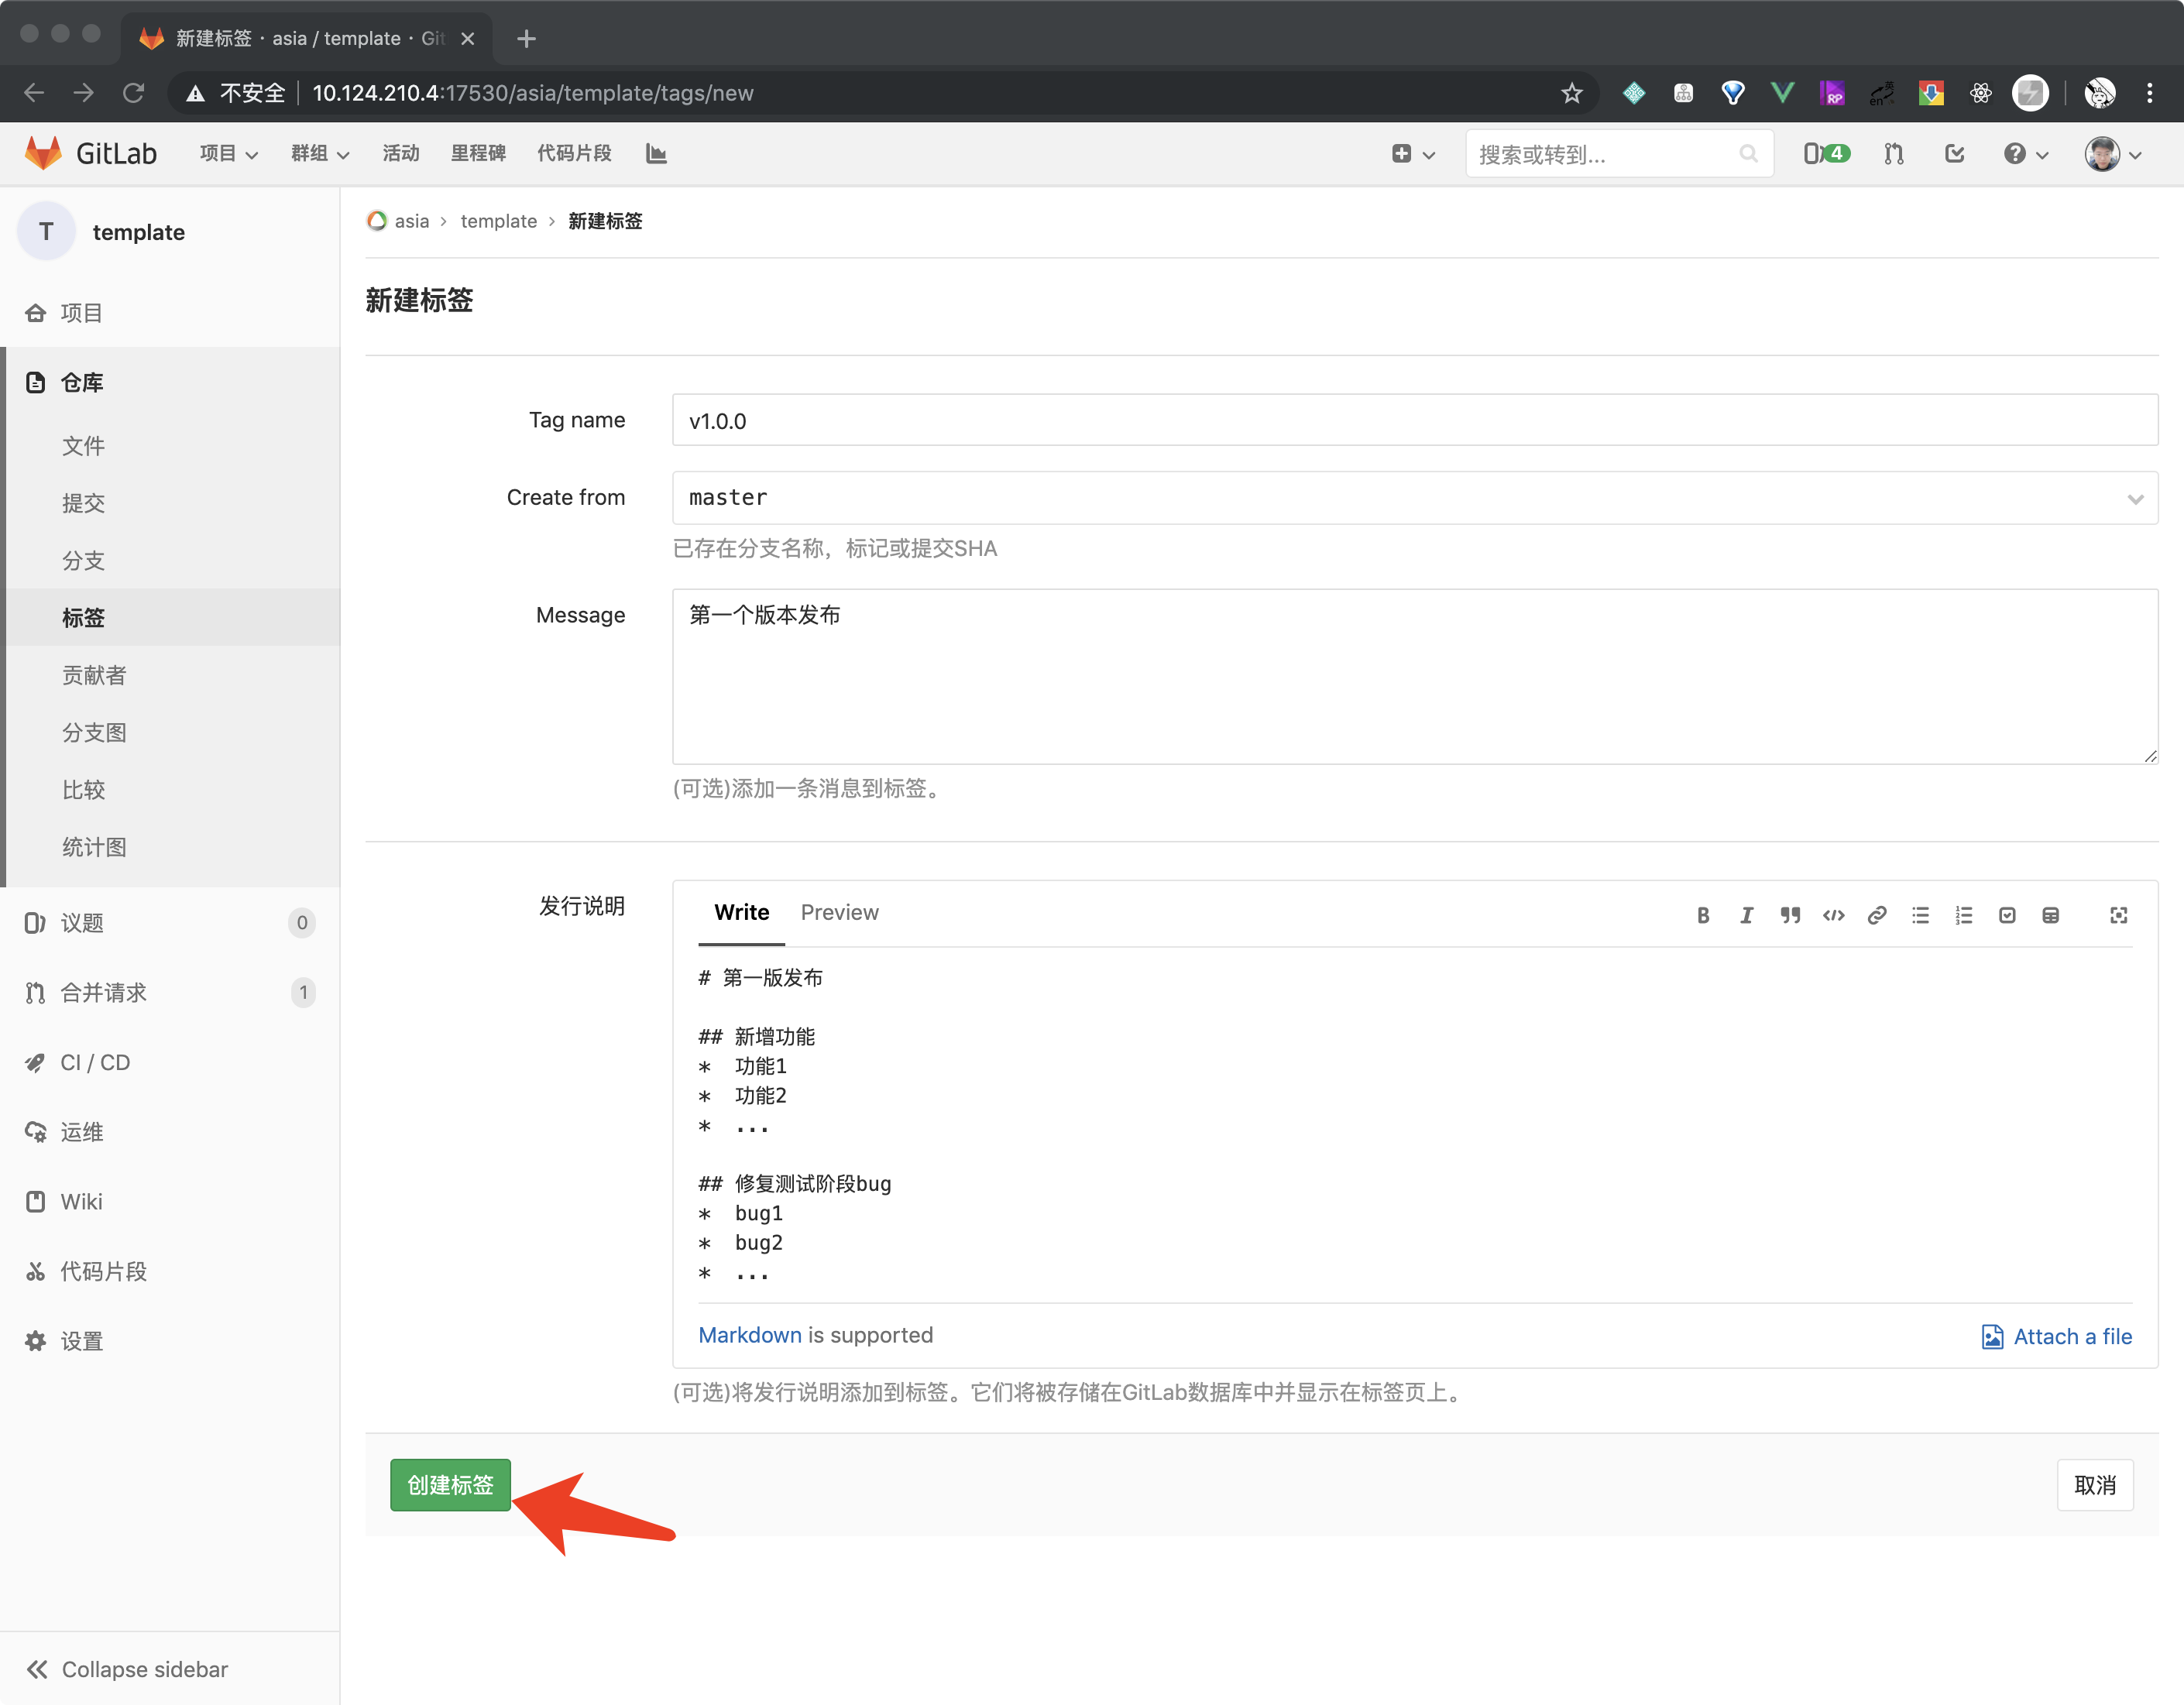 新建标签 · asia / template · Git
不安全 10.124.210.4:17530/asia/template/tags/new
GitLab 项目 群组 活动 里程碑 代码片段 搜索或转到... 4
T template
项目
仓库
文件
提交
分支
标签
贡献者
分支图
比较
统计图
议题 0
合并请求 1
CI / CD
运维
Wiki
代码片段
设置
Collapse sidebar
asia › template › 新建标签
新建标签
Tag name v1.0.0
Create from master
已存在分支名称，标记或提交SHA
Message 第一个版本发布
(可选)添加一条消息到标签。
发行说明 Write Preview
# 第一版发布
## 新增功能
* 功能1
* 功能2
* ...
## 修复测试阶段bug
* bug1
* bug2
* ...
Markdown is supported Attach a file
(可选)将发行说明添加到标签。它们将被存储在GitLab数据库中并显示在标签页上。
创建标签 取消